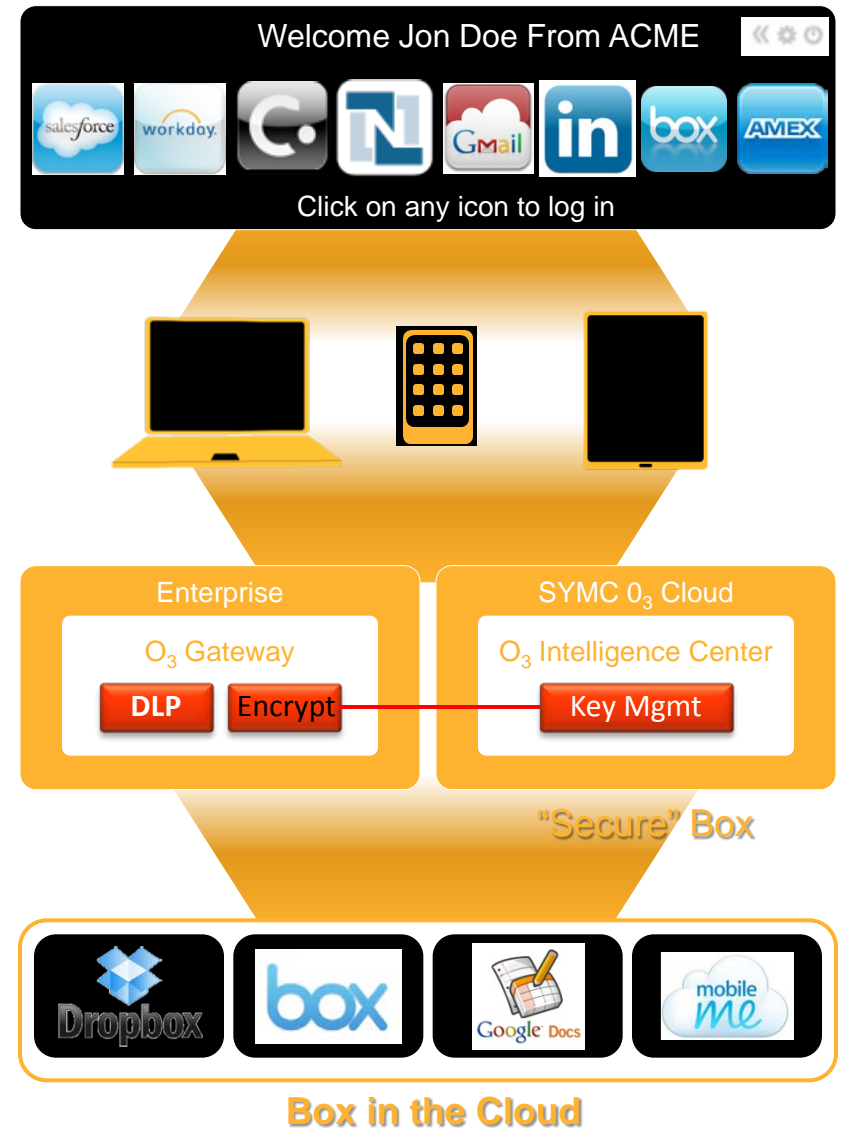 Welcome Jon Doe From ACME
salesforce workday. C. N Gmail in box AMEX
Click on any icon to log in
Enterprise
SYMC 0₃ Cloud
O₃ Gateway
O₃ Intelligence Center
DLP Encrypt
Key Mgmt
“Secure” Box
Dropbox
box
Google Docs
mobile
me
Box in the Cloud